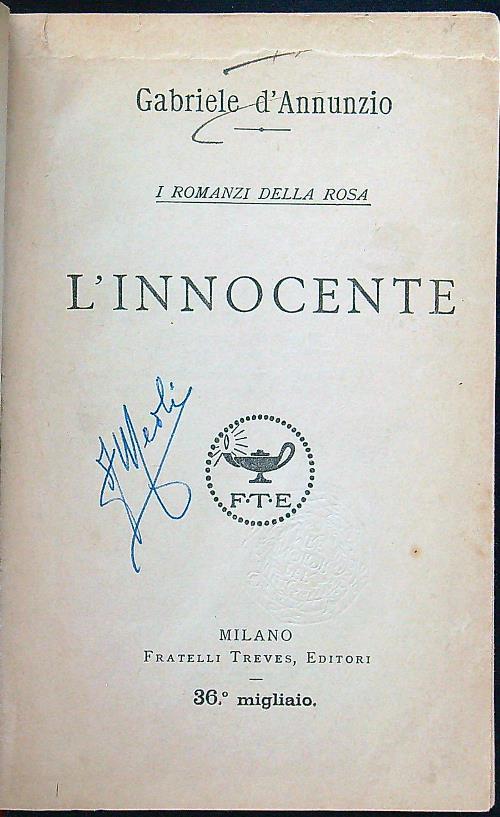 Gabriele d'Annunzio
I ROMANZI DELLA ROSA
L'INNOCENTE
F·T·E
MILANO
FRATELLI TREVES, EDITORI
36.° migliaio.